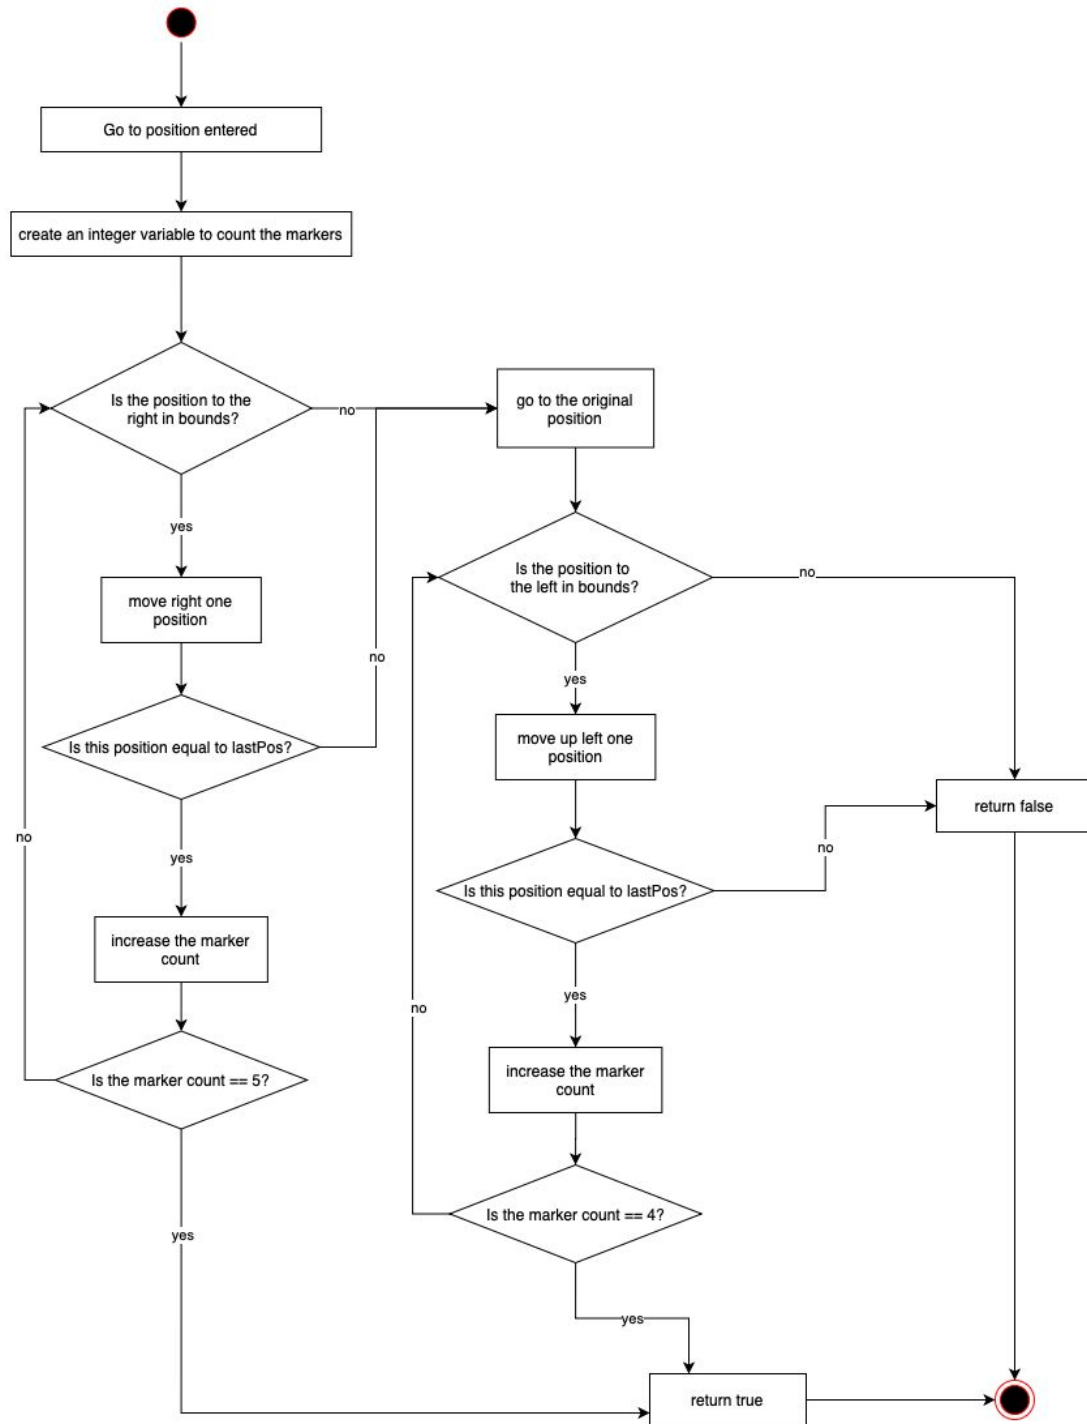 Go to position entered
create an integer variable to count the markers
Is the position to the
right in bounds?
no
yes
move right one
position
no
Is this position equal to lastPos?
no
yes
increase the marker
count
Is the marker count == 5?
yes
go to the original
position
Is the position to
the left in bounds?
no
yes
move up left one
position
return false
Is this position equal to lastPos?
no
yes
no
increase the marker
count
Is the marker count == 4?
yes
return true